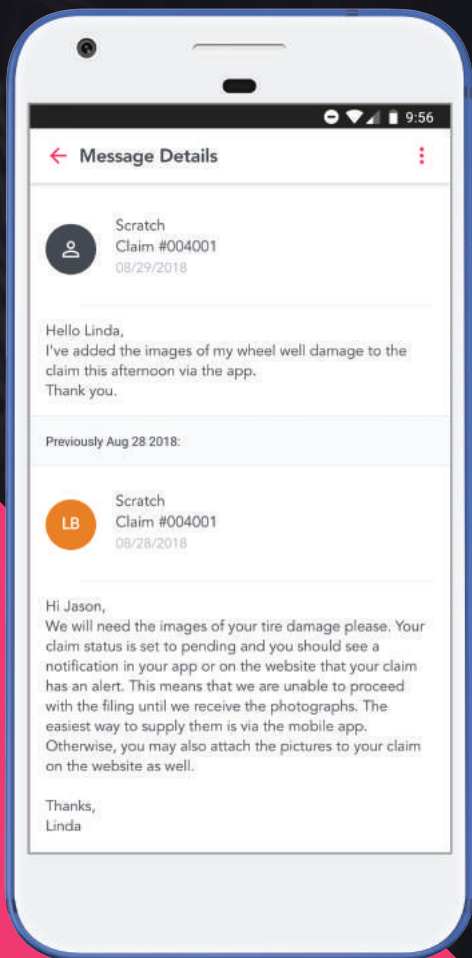 9:56
Message Details
Scratch
Claim #004001
08/29/2018
Hello Linda,
I've added the images of my wheel well damage to the
claim this afternoon via the app.
Thank you.
Previously Aug 28 2018:
LB
Scratch
Claim #004001
08/28/2018
Hi Jason,
We will need the images of your tire damage please. Your
claim status is set to pending and you should see a
notification in your app or on the website that your claim
has an alert. This means that we are unable to proceed
with the filing until we receive the photographs. The
easiest way to supply them is via the mobile app.
Otherwise, you may also attach the pictures to your claim
on the website as well.
Thanks,
Linda